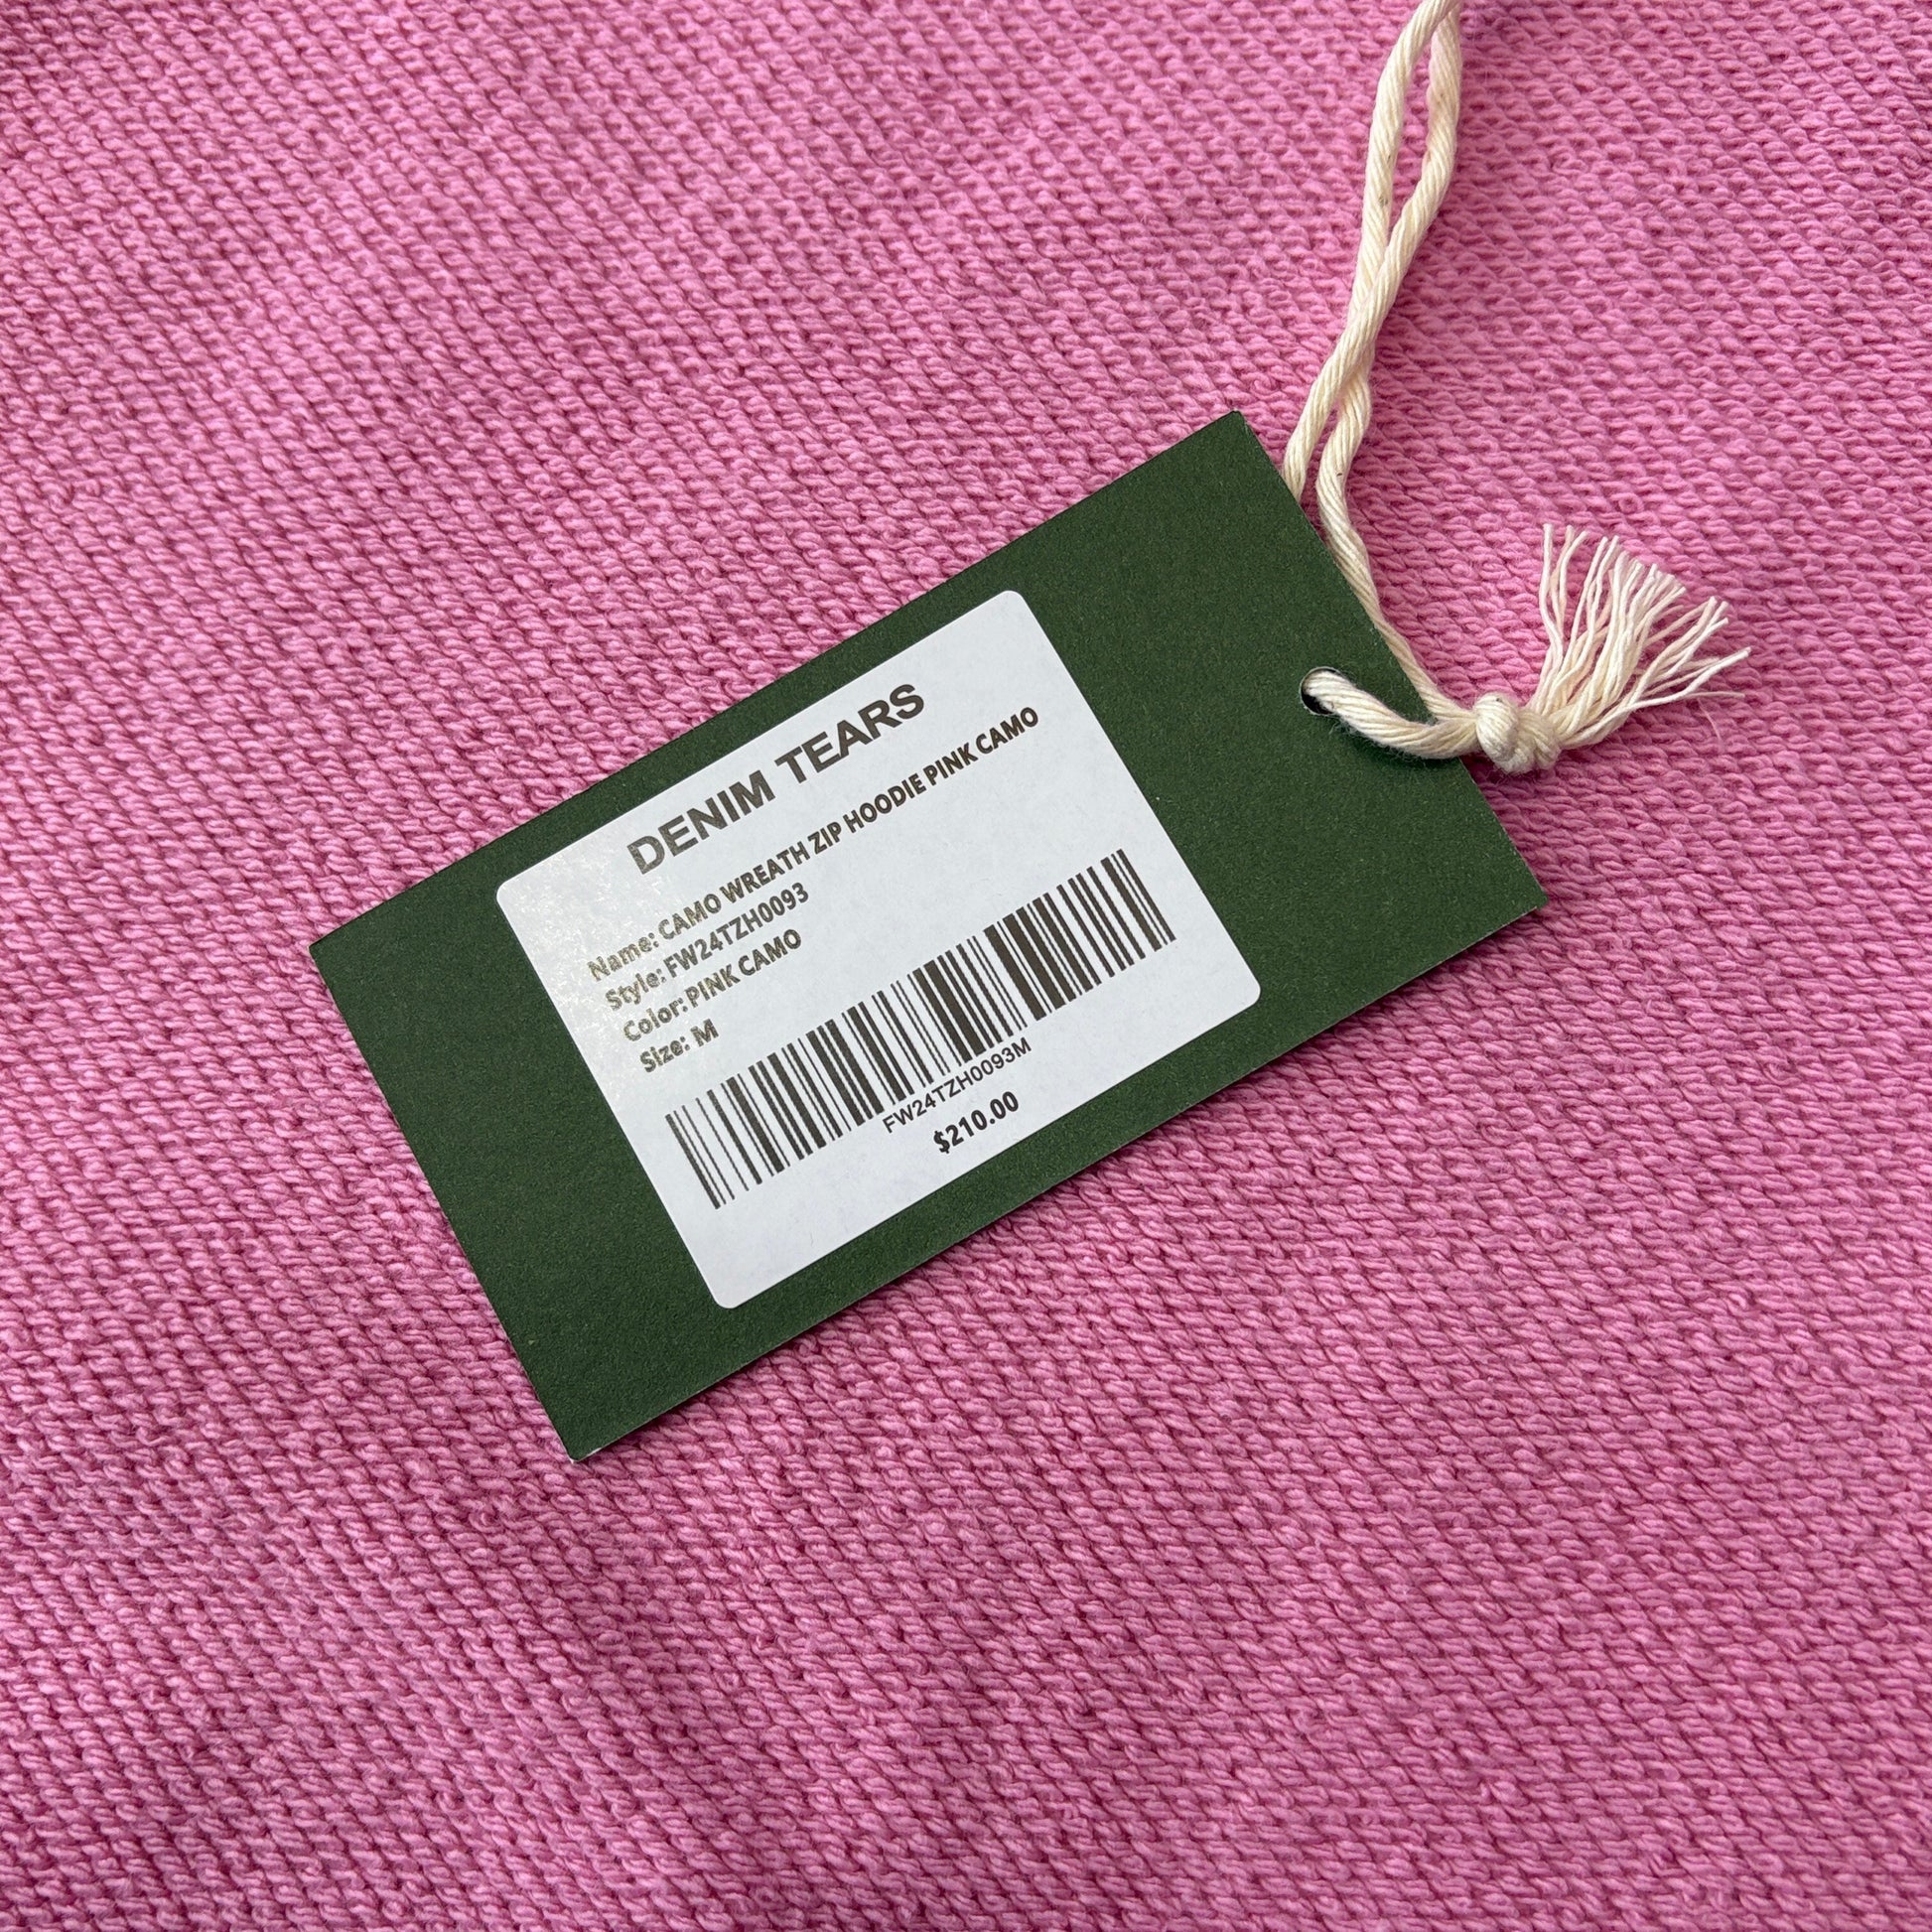 DENIM TEARS
Name: CAMO WREATH ZIP HOODIE PINK CAMO
Style: FW24TZH0093
Color: PINK CAMO
Size: M
FW24TZH0093M
$210.00